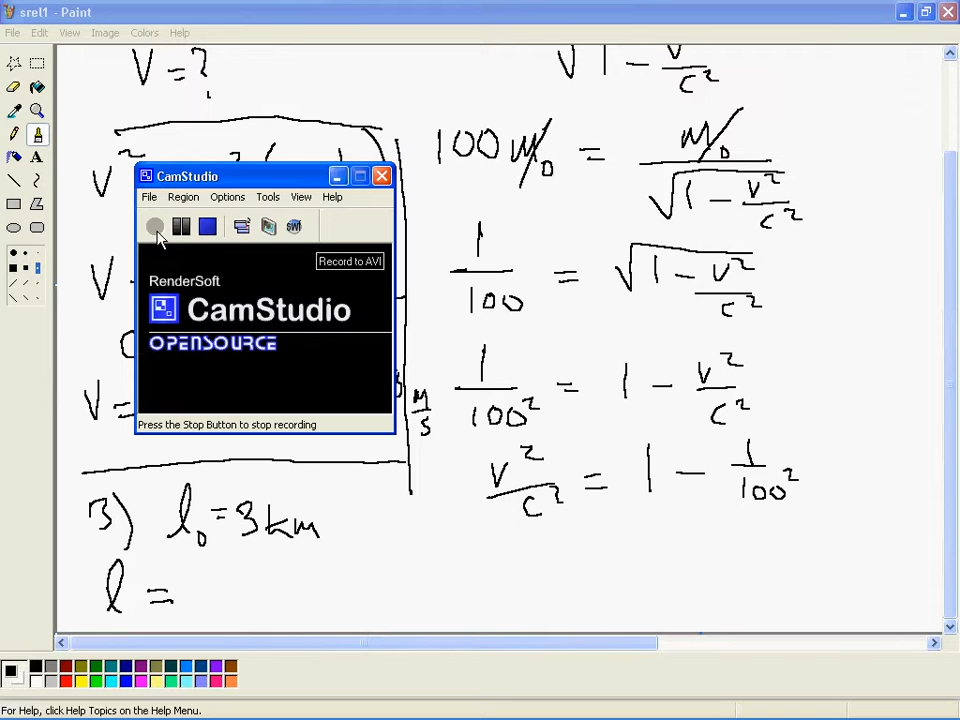 srel1 - Paint
File Edit View Image Colors Help
V = ?
√1 - v
c²
100 M₀ = M₀
√1 - v²
c²
1
100 = √1 - v²
c²
1
100² = 1 - v²
c²
v²
c² = 1 - 1
100²
V =
M
S
3) l₀ = 3 km
l =
CamStudio
File Region Options Tools View Help
Record to AVI
RenderSoft
CamStudio
OPENSOURCE
Press the Stop Button to stop recording
For Help, click Help Topics on the Help Menu.